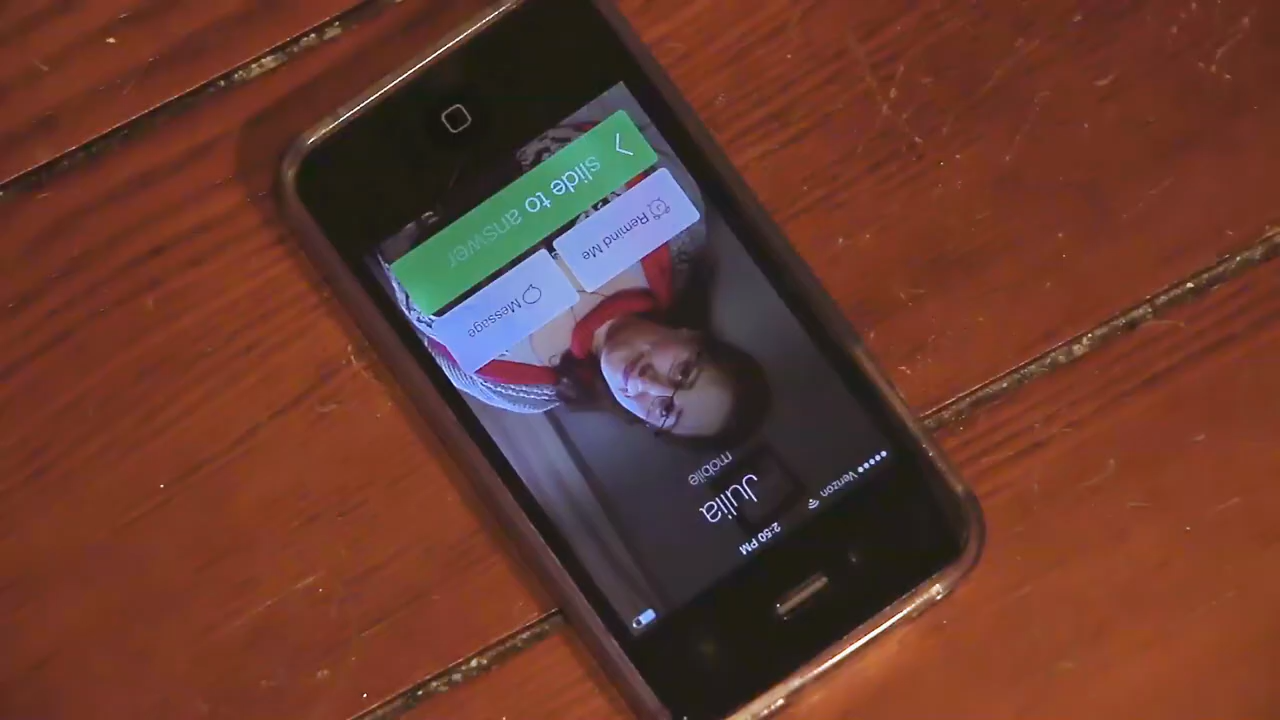 Verizon 2:50 PM
Julia
mobile
Remind Me Message
slide to answer